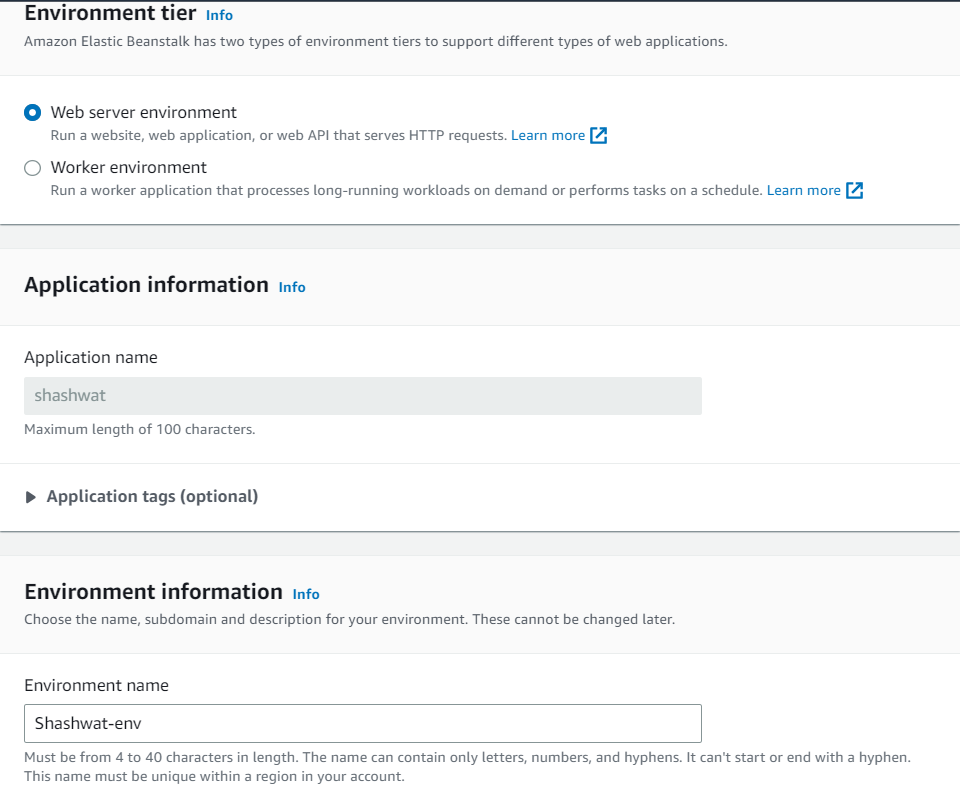 Environment tier Info
Amazon Elastic Beanstalk has two types of environment tiers to support different types of web applications.
Web server environment
Run a website, web application, or web API that serves HTTP requests. Learn more
Worker environment
Run a worker application that processes long-running workloads on demand or performs tasks on a schedule. Learn more
Application information Info
Application name
shashwat
Maximum length of 100 characters.
Application tags (optional)
Environment information Info
Choose the name, subdomain and description for your environment. These cannot be changed later.
Environment name
Shashwat-env
Must be from 4 to 40 characters in length. The name can contain only letters, numbers, and hyphens. It can't start or end with a hyphen.
This name must be unique within a region in your account.